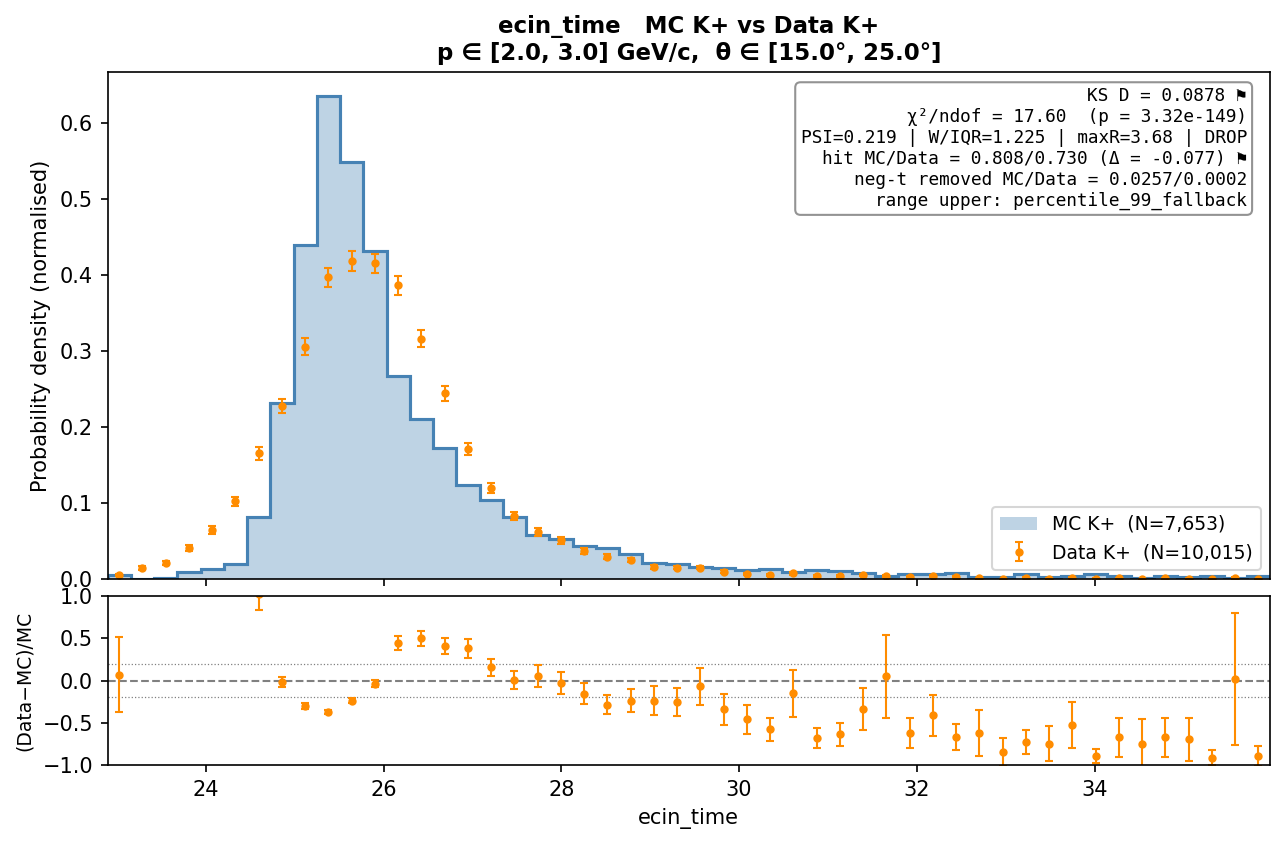 ecin_time   MC K+ vs Data K+
p ∈ [2.0, 3.0] GeV/c,  θ ∈ [15.0°, 25.0°]
KS D = 0.0878 ⚑
χ²/ndof = 17.60  (p = 3.32e-149)
PSI=0.219 | W/IQR=1.225 | maxR=3.68 | DROP
hit MC/Data = 0.808/0.730 (Δ = -0.077) ⚑
neg-t removed MC/Data = 0.0257/0.0002
range upper: percentile_99_fallback
Probability density (normalised)
0.6
0.5
0.4
0.3
0.2
0.1
0.0
MC K+  (N=7,653)
Data K+  (N=10,015)
(Data−MC)/MC
1.0
0.5
0.0
−0.5
−1.0
24
26
28
30
32
34
ecin_time